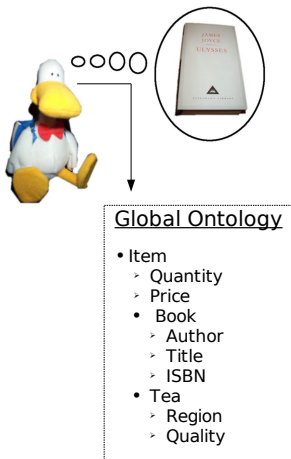 JAMES
JOYCE
ULYSSES
Global Ontology
Item
Quantity
Price
Book
Author
Title
ISBN
Tea
Region
Quality